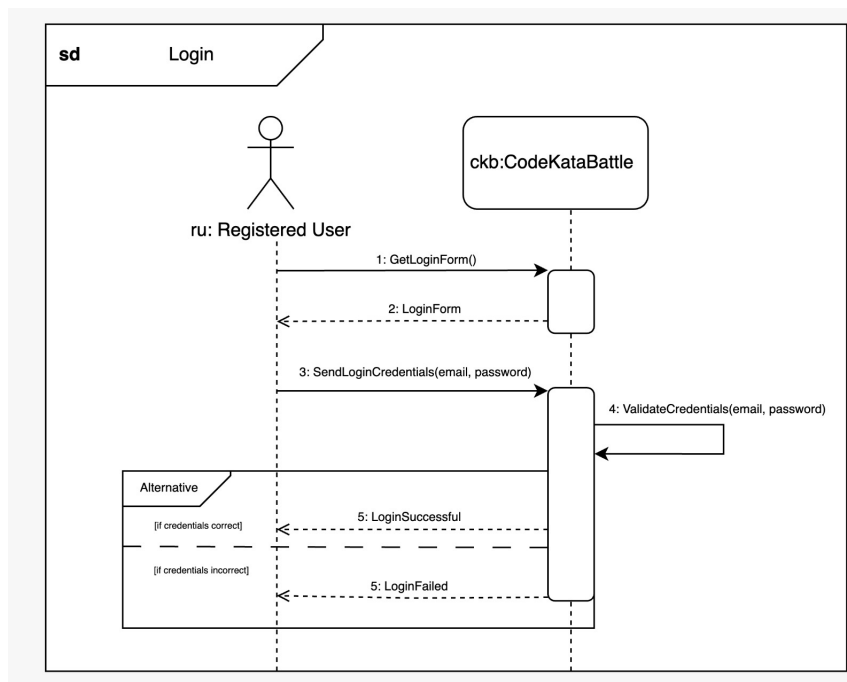 sd Login
ckb:CodeKataBattle
ru: Registered User
1: GetLoginForm()
2: LoginForm
3: SendLoginCredentials(email, password)
4: ValidateCredentials(email, password)
Alternative
5: LoginSuccessful
[if credentials correct]
[if credentials incorrect]
5: LoginFailed